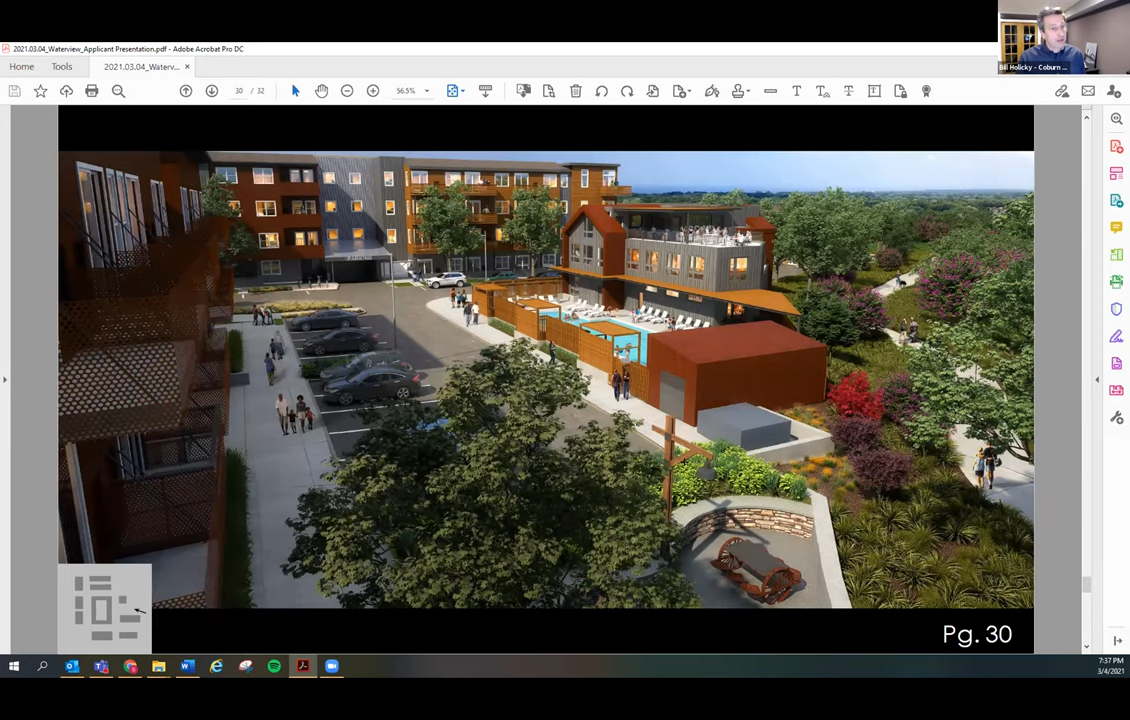 Bill Holicky - Coburn ...
2021.03.04_Waterview_Applicant Presentation.pdf - Adobe Acrobat Pro DC
Home Tools 2021.03.04_Waterv... ×
30 / 32 56.5%
Pg. 30
7:37 PM
3/4/2021